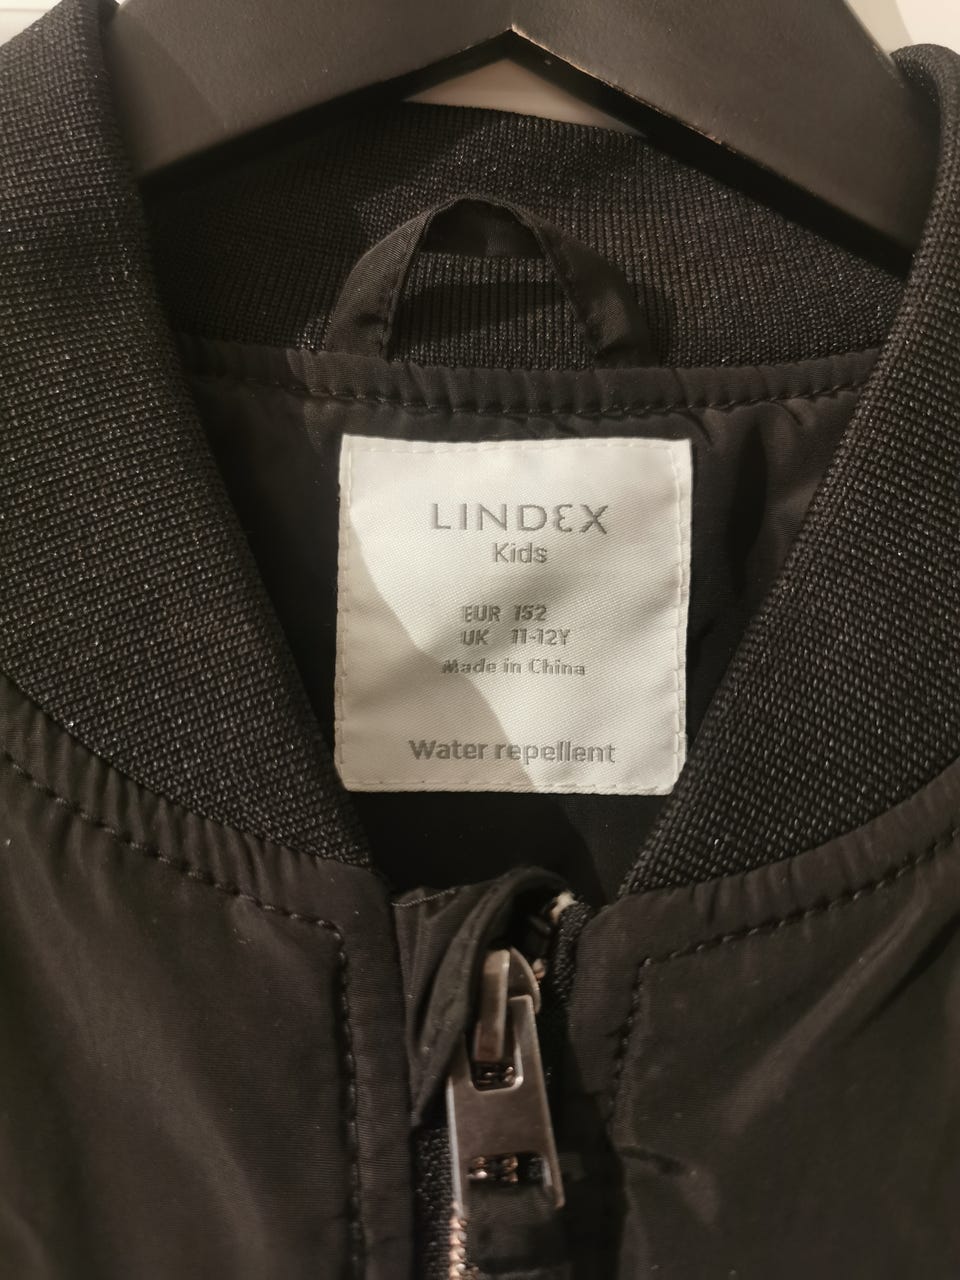 LINDEX
Kids
EUR 152
UK 11-12Y
Made in China
Water repellent